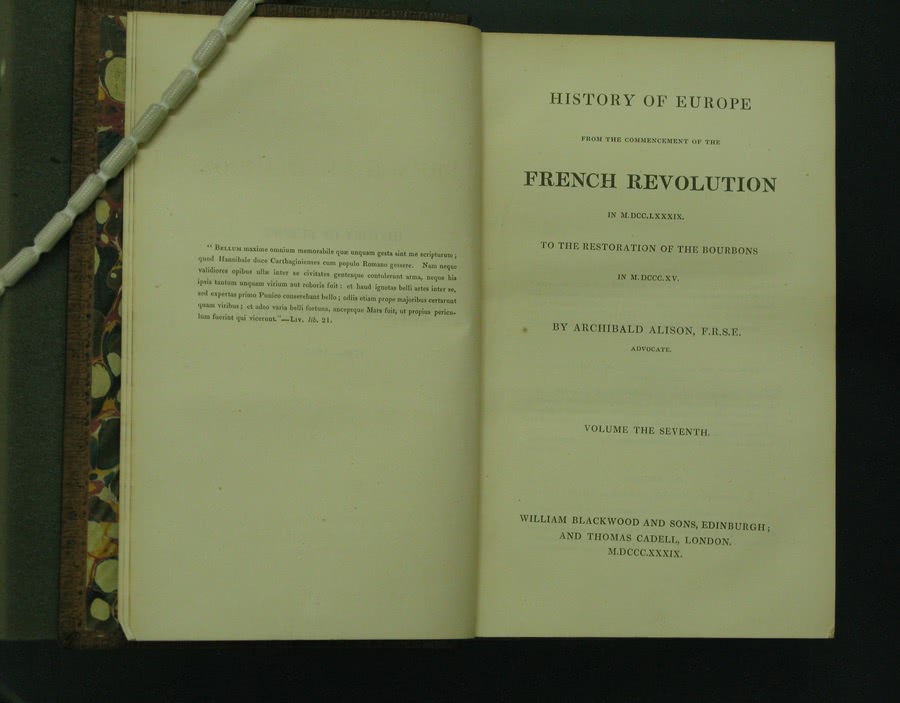 " BELLUM maxime omnium memorabile quæ unquam gesta sint me scripturum ;
quod Hannibale duce Carthaginienses cum populo Romano gessere. Nam neque
validiores opibus ullæ inter se civitates gentesque contulerunt arma, neque his
ipsis tantum unquam virium aut roboris fuit : et haud ignotas belli artes inter se,
sed expertas primo Punico conserebant bello ; odiis etiam prope majoribus certarunt
quam viribus ; et adeo varia belli fortuna, ancepsque Mars fuit, ut propius pericu-
lum fuerint qui vicerunt."—LIV. lib. 21.
HISTORY OF EUROPE
FROM THE COMMENCEMENT OF THE
FRENCH REVOLUTION
IN M.DCC.LXXXIX.
TO THE RESTORATION OF THE BOURBONS
IN M.DCCC.XV.
BY ARCHIBALD ALISON, F.R.S.E.
ADVOCATE.
VOLUME THE SEVENTH.
WILLIAM BLACKWOOD AND SONS, EDINBURGH ;
AND THOMAS CADELL, LONDON.
M.DCCC.XXXIX.